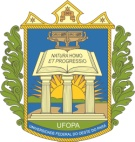 NATURA HOMO
ET PROGRESSIO
UFOPA
UNIVERSIDADE FEDERAL DO OESTE DO PARÁ